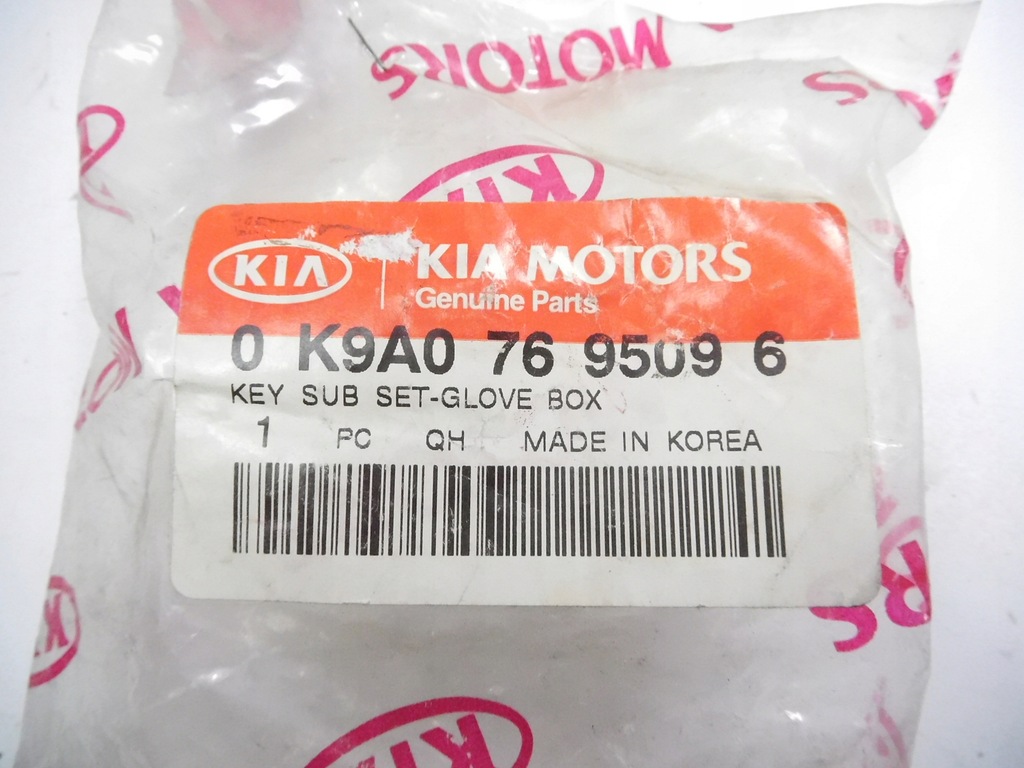 MOTORS
KIA
KIA MOTORS
Genuine Parts
0 K9A0 76 9509 6
KEY SUB SET-GLOVE BOX
1 PC QH MADE IN KOREA